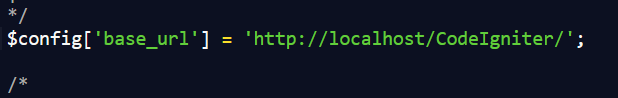 */
$config['base_url'] = 'http://localhost/CodeIgniter/';
/*